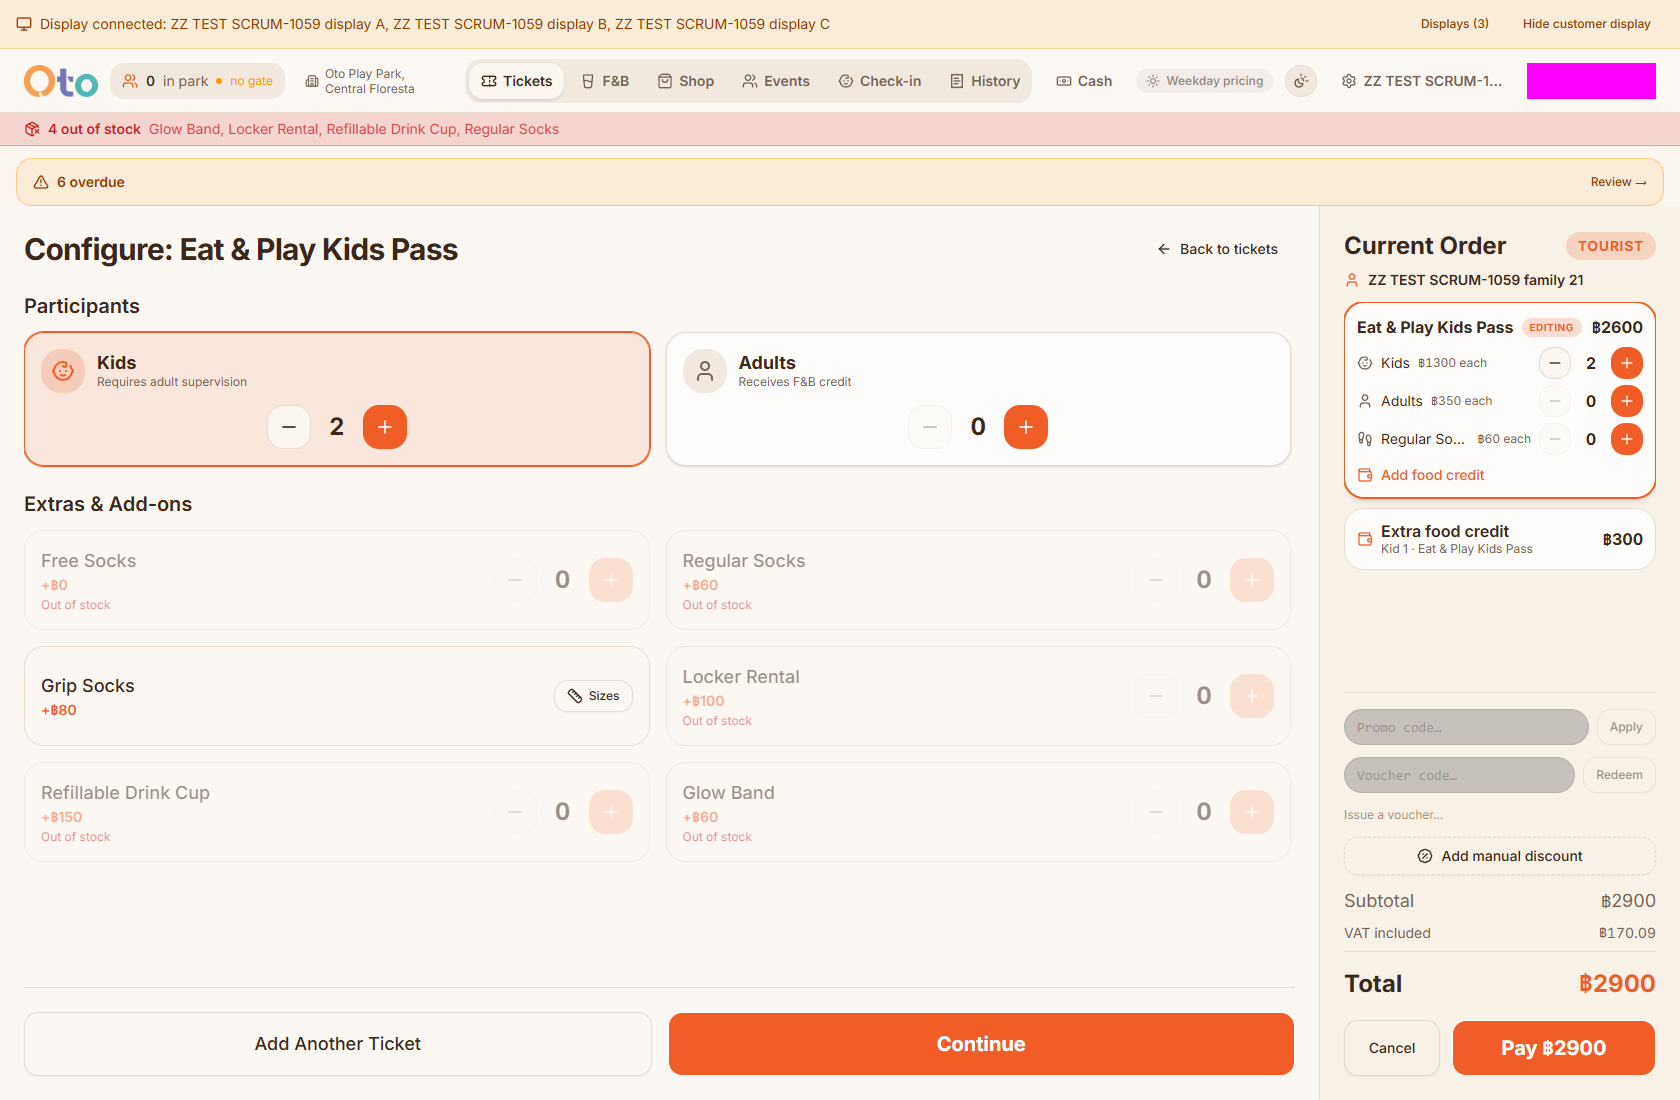 Display connected: ZZ TEST SCRUM-1059 display A, ZZ TEST SCRUM-1059 display B, ZZ TEST SCRUM-1059 display C
Displays (3)
Hide customer display
Oto
0 in park • no gate
Oto Play Park,
Central Floresta
Tickets
F&B
Shop
Events
Check-in
History
Cash
Weekday pricing
ZZ TEST SCRUM-1...
4 out of stock Glow Band, Locker Rental, Refillable Drink Cup, Regular Socks
6 overdue
Review →
Configure: Eat & Play Kids Pass
← Back to tickets
Participants
Kids
Requires adult supervision
− 2 +
Adults
Receives F&B credit
− 0 +
Extras & Add-ons
Free Socks
+฿0
Out of stock
− 0 +
Regular Socks
+฿60
Out of stock
− 0 +
Grip Socks
+฿80
Sizes
Locker Rental
+฿100
Out of stock
− 0 +
Refillable Drink Cup
+฿150
Out of stock
− 0 +
Glow Band
+฿60
Out of stock
− 0 +
Add Another Ticket
Continue
Current Order
TOURIST
ZZ TEST SCRUM-1059 family 21
Eat & Play Kids Pass EDITING ฿2600
Kids ฿1300 each − 2 +
Adults ฿350 each − 0 +
Regular So... ฿60 each − 0 +
Add food credit
Extra food credit
Kid 1 · Eat & Play Kids Pass
฿300
Promo code…
Apply
Voucher code…
Redeem
Issue a voucher…
Add manual discount
Subtotal ฿2900
VAT included ฿170.09
Total ฿2900
Cancel
Pay ฿2900